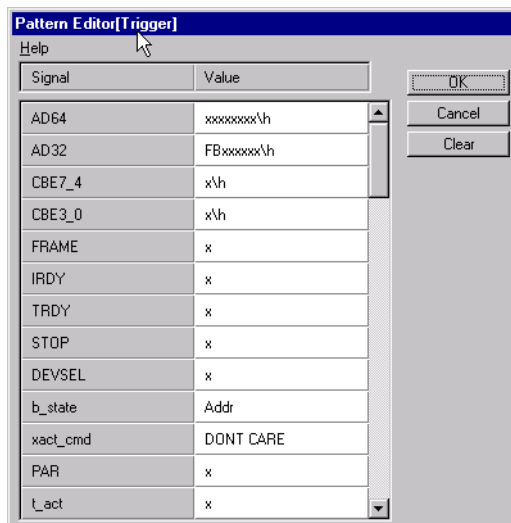 Pattern Editor[Trigger]
Help
Signal Value
OK
Cancel
Clear
AD64 xxxxxxxx\h
AD32 FBxxxxxx\h
CBE7_4 x\h
CBE3_0 x\h
FRAME x
IRDY x
TRDY x
STOP x
DEVSEL x
b_state Addr
xact_cmd DONT CARE
PAR x
t_act x